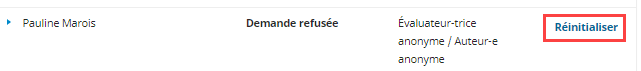 Pauline Marois Demande refusée Évaluateur-trice Réinitialiser
anonyme / Auteur-e
anonyme